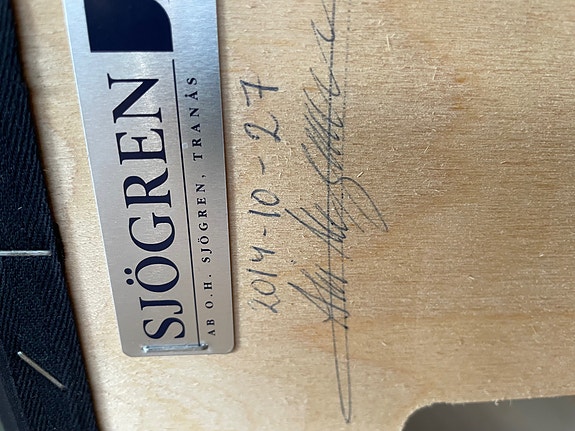 SJÖGREN
AB O.H. SJÖGREN, TRANÅS
2014-10-27